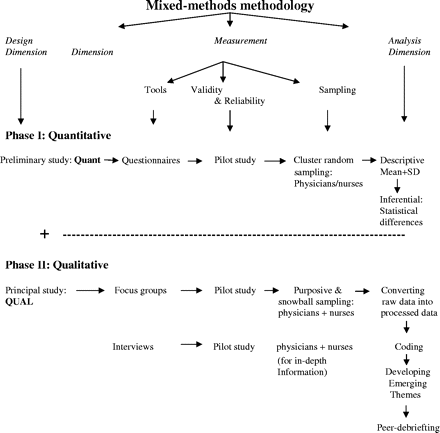 Mixed-methods methodology
Design
Dimension
Dimension
Measurement
Analysis
Dimension
Tools
Validity
& Reliability
Sampling
Phase I: Quantitative
Preliminary study: Quant
Questionnaires
Pilot study
Cluster random
sampling:
Physicians/nurses
Descriptive
Mean+SD
Inferential:
Statistical
differences
+
Phase II: Qualitative
Principal study:
QUAL
Focus groups
Pilot study
Purposive &
snowball sampling:
physicians + nurses
Converting
raw data into
processed data
Interviews
Pilot study
physicians + nurses
(for in-depth
Information)
Coding
Developing
Emerging
Themes
Peer-debriefting